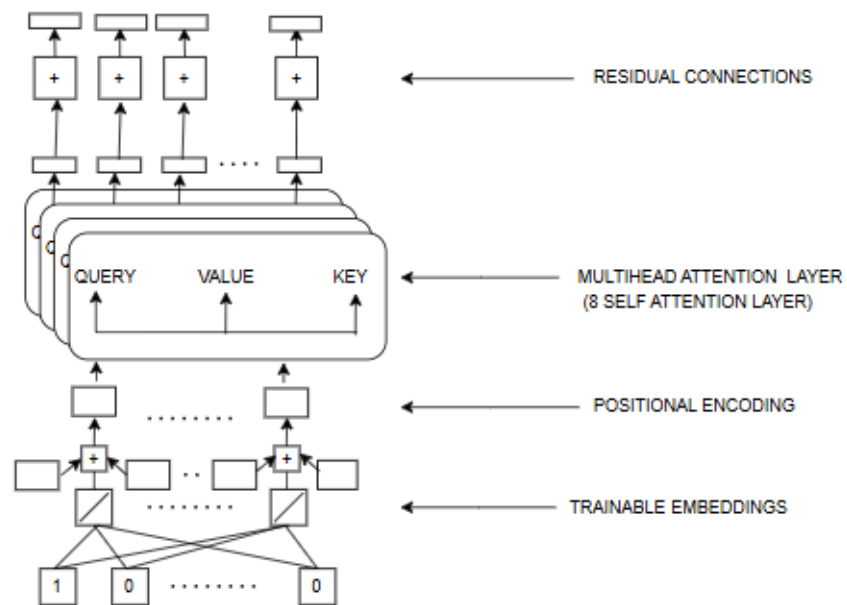 + + + +
RESIDUAL CONNECTIONS
Q
Q
Q
QUERY VALUE KEY
MULTIHEAD ATTENTION LAYER
(8 SELF ATTENTION LAYER)
POSITIONAL ENCODING
+ +
TRAINABLE EMBEDDINGS
1 0 0